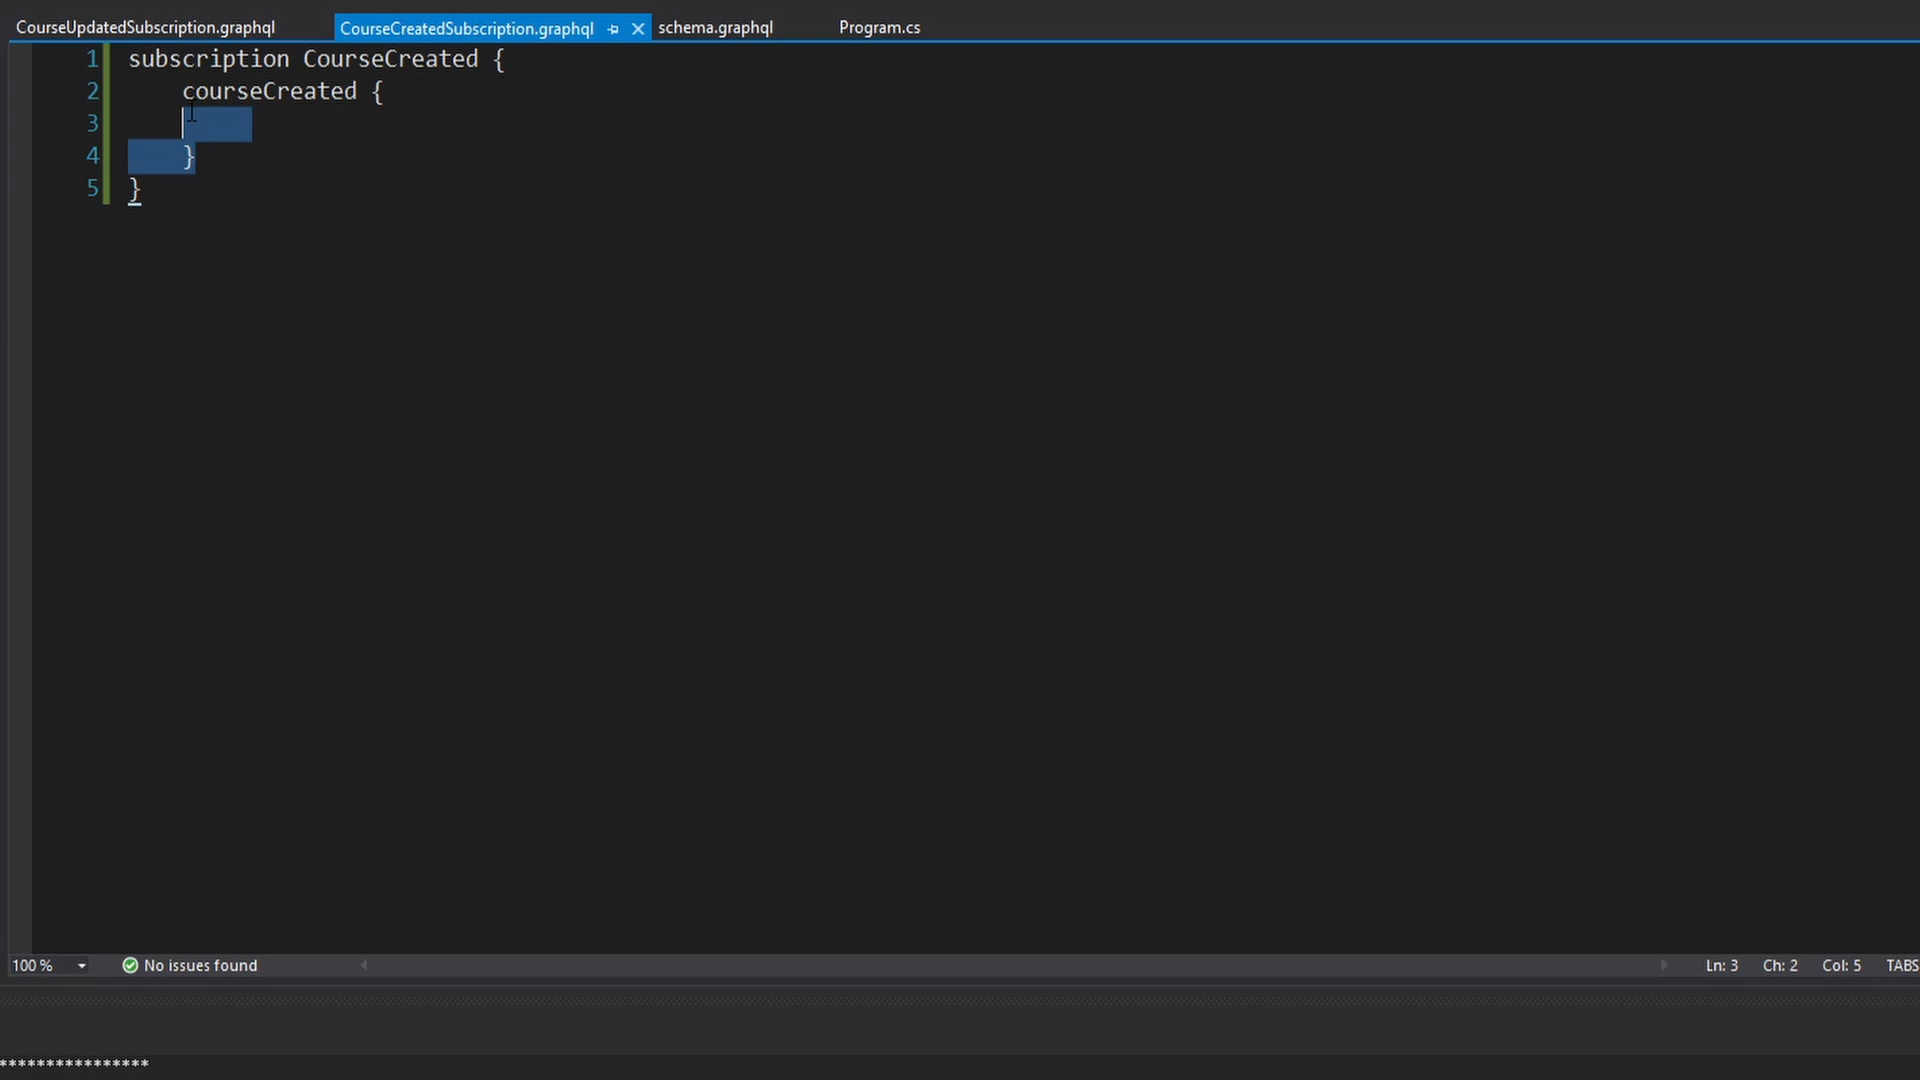 CourseUpdatedSubscription.graphql CourseCreatedSubscription.graphql schema.graphql Program.cs
1 subscription CourseCreated {
2 courseCreated {
3
4 }
5 }
100 % No issues found Ln: 3 Ch: 2 Col: 5 TABS
****************